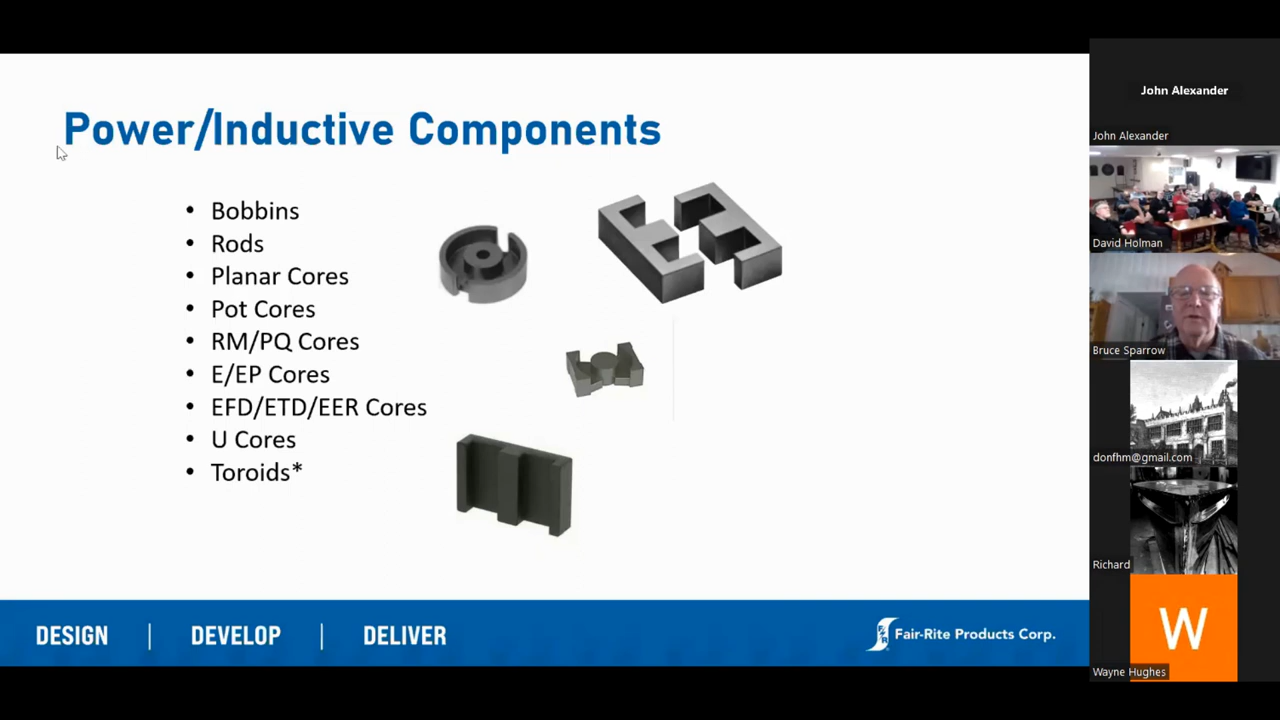 Power/Inductive Components
• Bobbins
• Rods
• Planar Cores
• Pot Cores
• RM/PQ Cores
• E/EP Cores
• EFD/ETD/EER Cores
• U Cores
• Toroids*
DESIGN | DEVELOP | DELIVER
Fair-Rite Products Corp.
John Alexander
John Alexander
David Holman
Bruce Sparrow
donfhm@gmail.com
Richard
W
Wayne Hughes